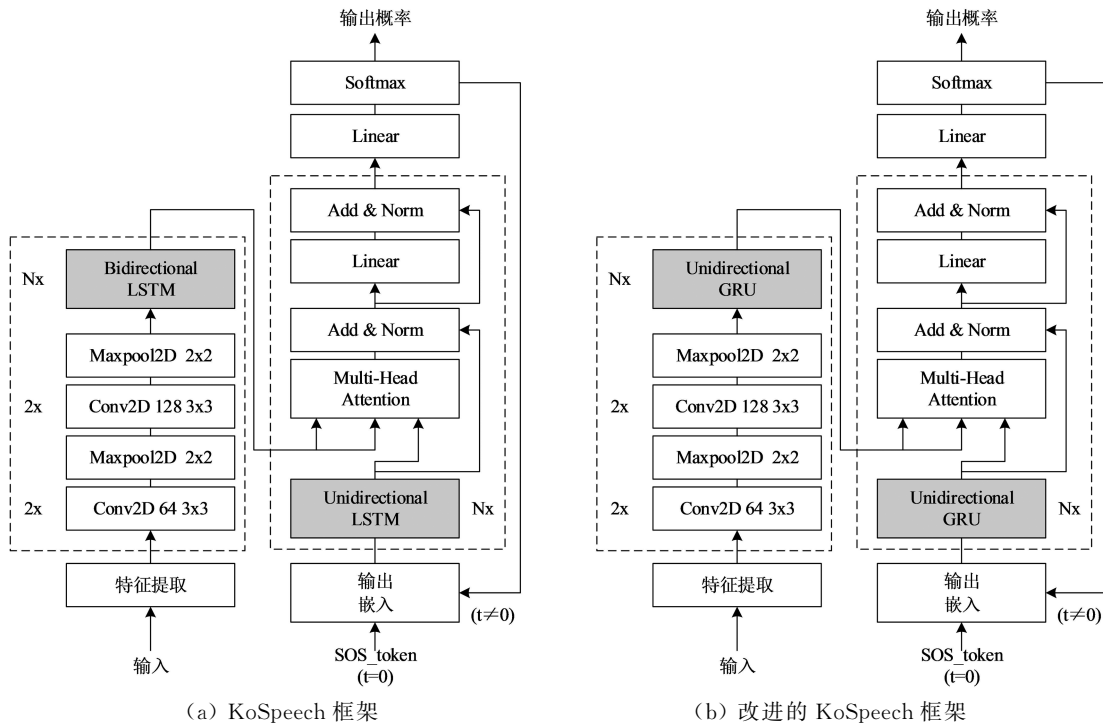 输出概率
Softmax
Linear
Add & Norm
Linear
Add & Norm
Multi-Head
Attention
Unidirectional
LSTM
Nx
输出
嵌入
(t≠0)
SOS_token
(t=0)
Nx
Bidirectional
LSTM
Maxpool2D 2x2
2x
Conv2D 128 3x3
Maxpool2D 2x2
2x
Conv2D 64 3x3
特征提取
输入
(a) KoSpeech 框架
输出概率
Softmax
Linear
Add & Norm
Linear
Add & Norm
Multi-Head
Attention
Unidirectional
GRU
Nx
输出
嵌入
(t≠0)
SOS_token
(t=0)
Nx
Unidirectional
GRU
Maxpool2D 2x2
2x
Conv2D 128 3x3
Maxpool2D 2x2
2x
Conv2D 64 3x3
特征提取
输入
(b) 改进的 KoSpeech 框架